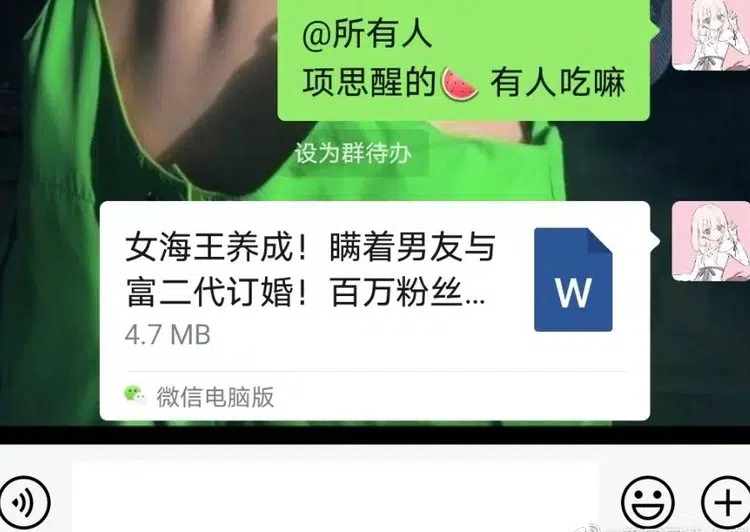 @所有人
项思醒的🍉 有人吃嘛
设为群待办
女海王养成！瞒着男友与
富二代订婚！百万粉丝...
W
4.7 MB
微信电脑版